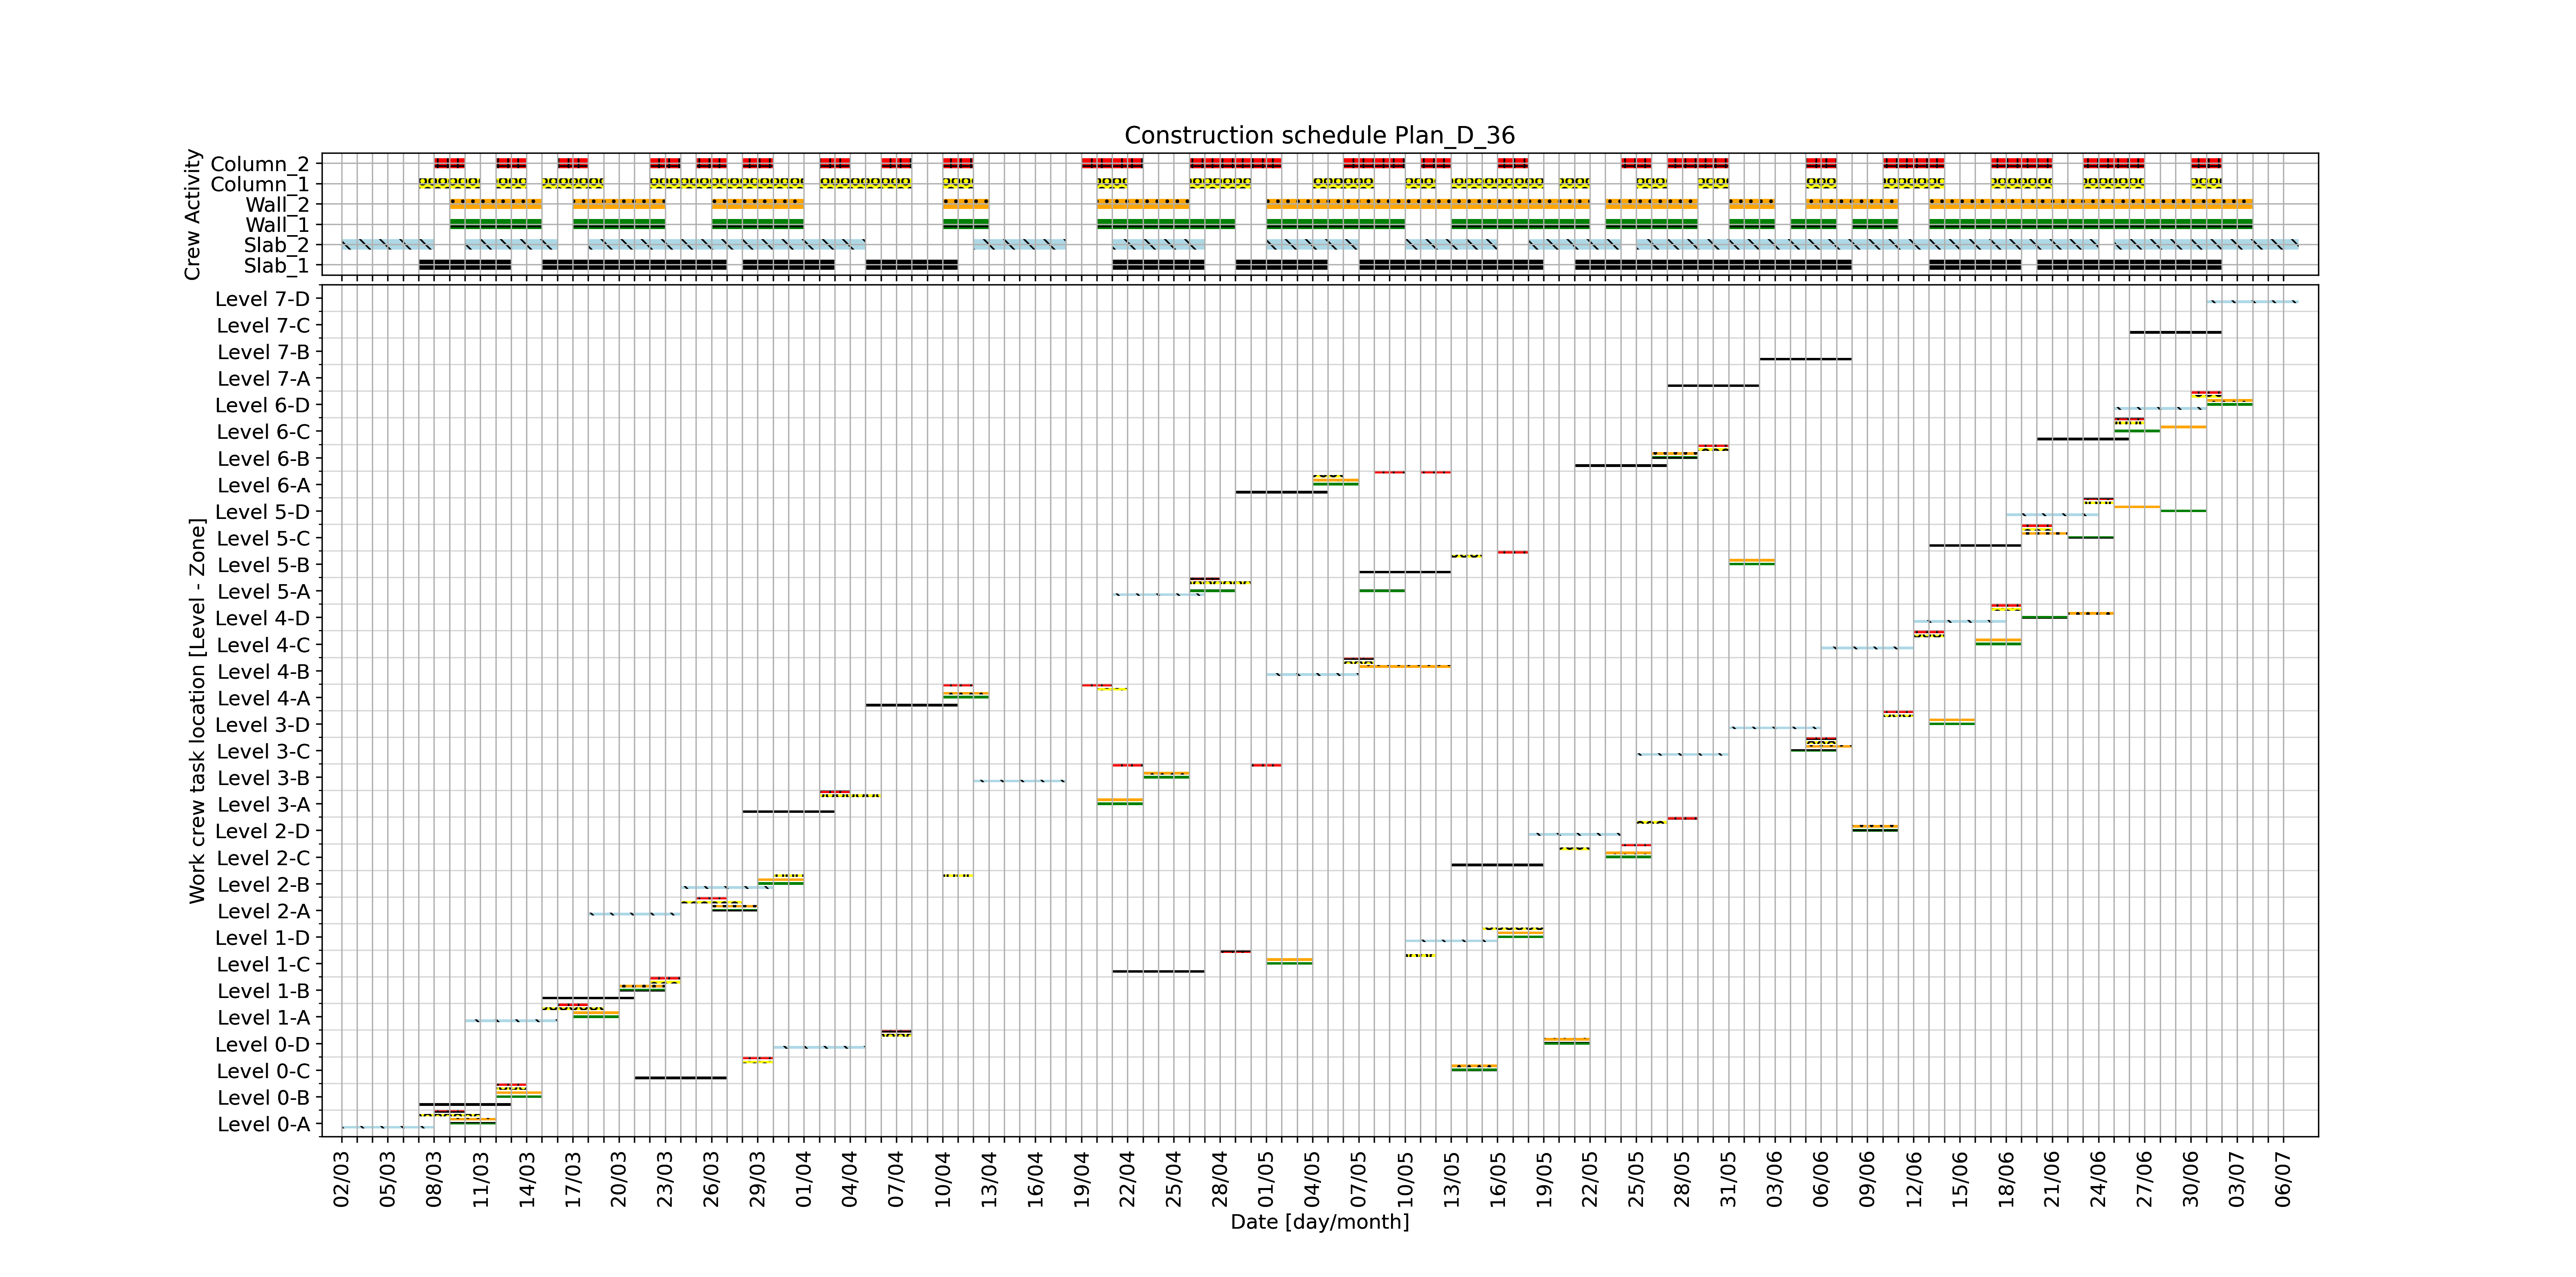 Construction schedule Plan_D_36
Crew Activity
Column_2
Column_1
Wall_2
Wall_1
Slab_2
Slab_1
Work crew task location [Level - Zone]
Level 7-D
Level 7-C
Level 7-B
Level 7-A
Level 6-D
Level 6-C
Level 6-B
Level 6-A
Level 5-D
Level 5-C
Level 5-B
Level 5-A
Level 4-D
Level 4-C
Level 4-B
Level 4-A
Level 3-D
Level 3-C
Level 3-B
Level 3-A
Level 2-D
Level 2-C
Level 2-B
Level 2-A
Level 1-D
Level 1-C
Level 1-B
Level 1-A
Level 0-D
Level 0-C
Level 0-B
Level 0-A
02/03 05/03 08/03 11/03 14/03 17/03 20/03 23/03 26/03 29/03 01/04 04/04 07/04 10/04 13/04 16/04 19/04 22/04 25/04 28/04 01/05 04/05 07/05 10/05 13/05 16/05 19/05 22/05 25/05 28/05 31/05 03/06 06/06 09/06 12/06 15/06 18/06 21/06 24/06 27/06 30/06 03/07 06/07
Date [day/month]